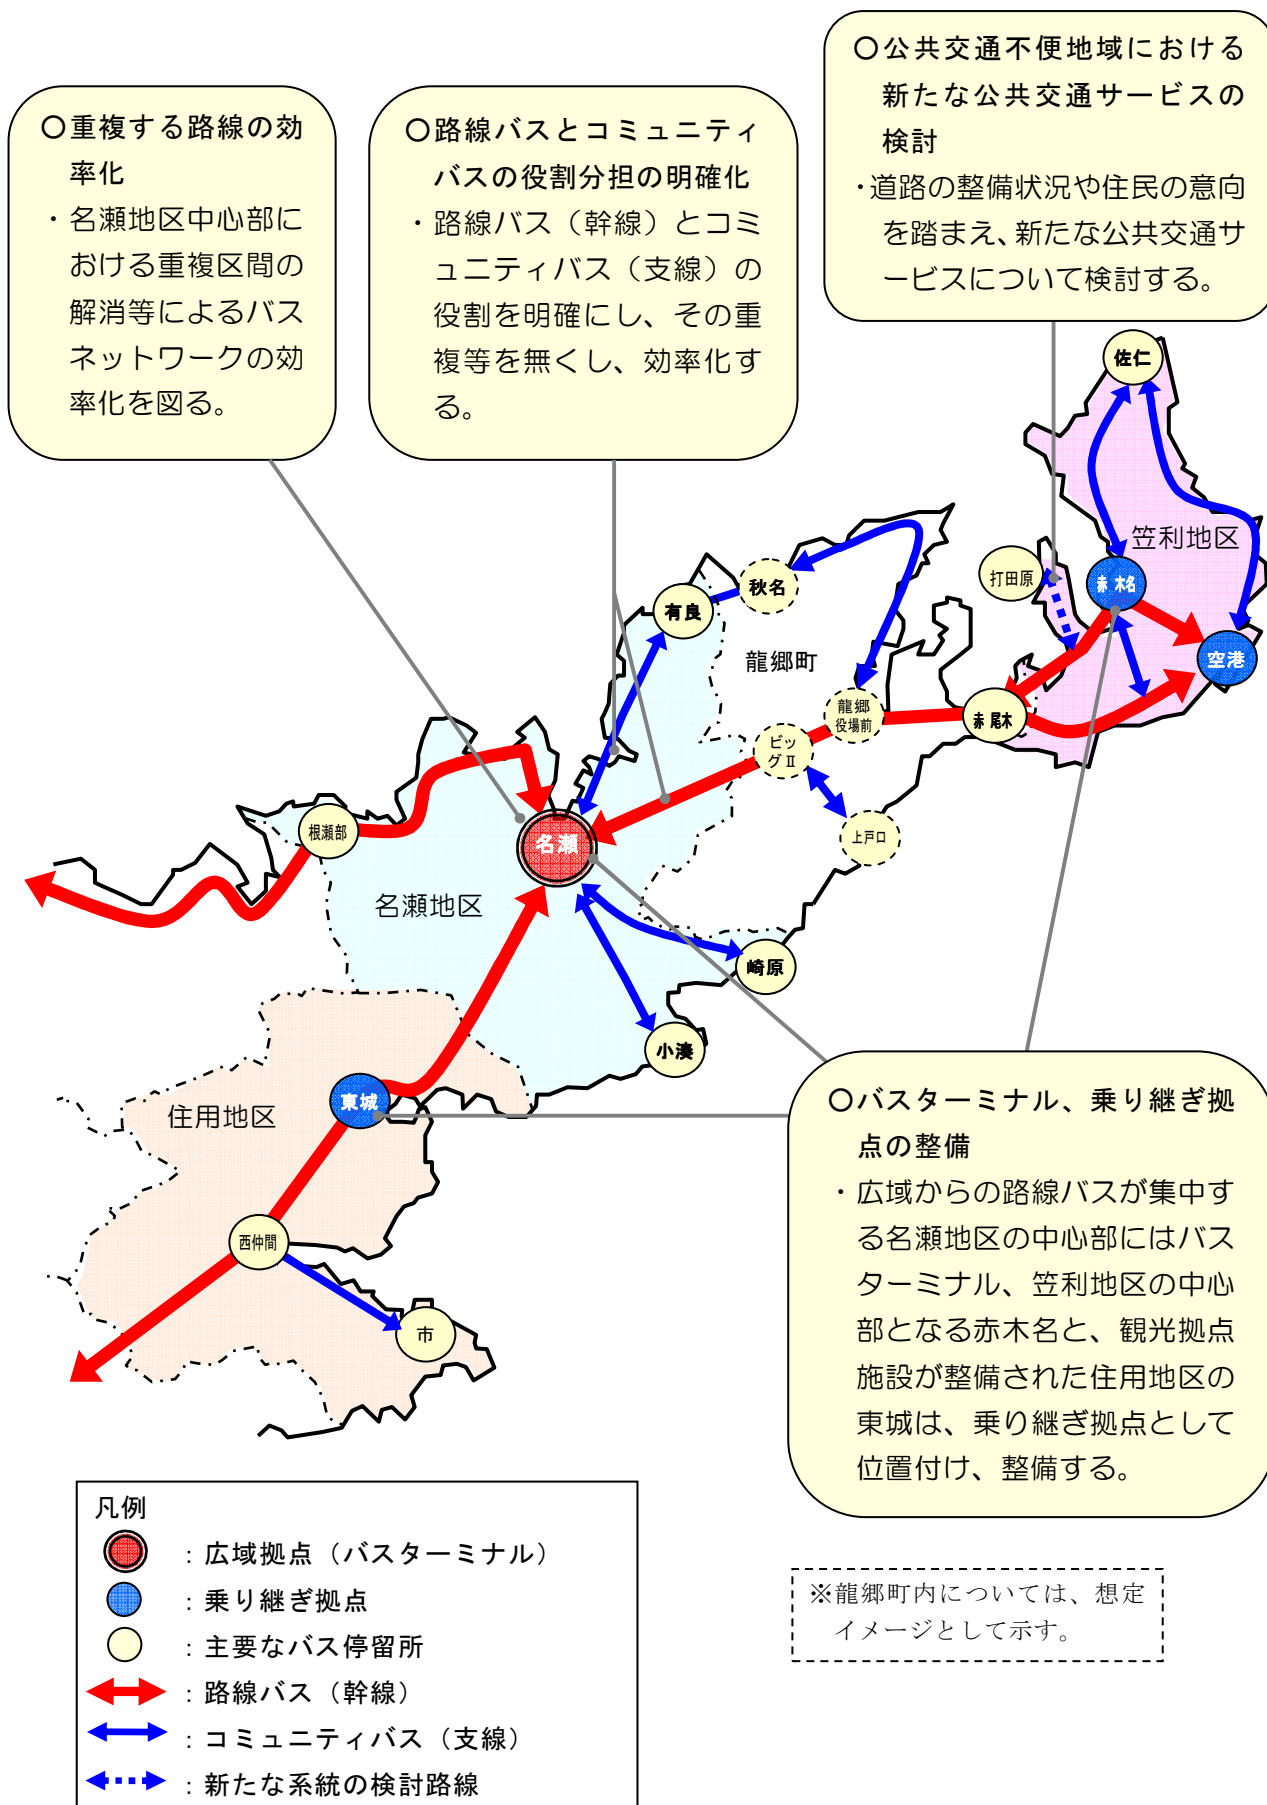 〇公共交通不便地域における
新たな公共交通サービスの
検討
・道路の整備状況や住民の意向
を踏まえ、新たな公共交通サ
ービスについて検討する。
〇重複する路線の効
率化
・名瀬地区中心部に
おける重複区間の
解消等によるバス
ネットワークの効
率化を図る。
〇路線バスとコミュニティ
バスの役割分担の明確化
・路線バス（幹線）とコミ
ュニティバス（支線）の
役割を明確にし、その重
複等を無くし、効率化す
る。
佐仁
笠利地区
打田原
赤木名
秋名
有良
空港
龍郷町
龍郷
役場前
赤尾木
ビッ
グⅡ
根瀬部
上戸口
名瀬
名瀬地区
崎原
小湊
東城
住用地区
西仲間
市
〇バスターミナル、乗り継ぎ拠
点の整備
・広域からの路線バスが集中す
る名瀬地区の中心部にはバス
ターミナル、笠利地区の中心
部となる赤木名と、観光拠点
施設が整備された住用地区の
東城は、乗り継ぎ拠点として
位置付け、整備する。
凡例
：広域拠点（バスターミナル）
：乗り継ぎ拠点
：主要なバス停留所
：路線バス（幹線）
：コミュニティバス（支線）
：新たな系統の検討路線
※龍郷町内については、想定
イメージとして示す。